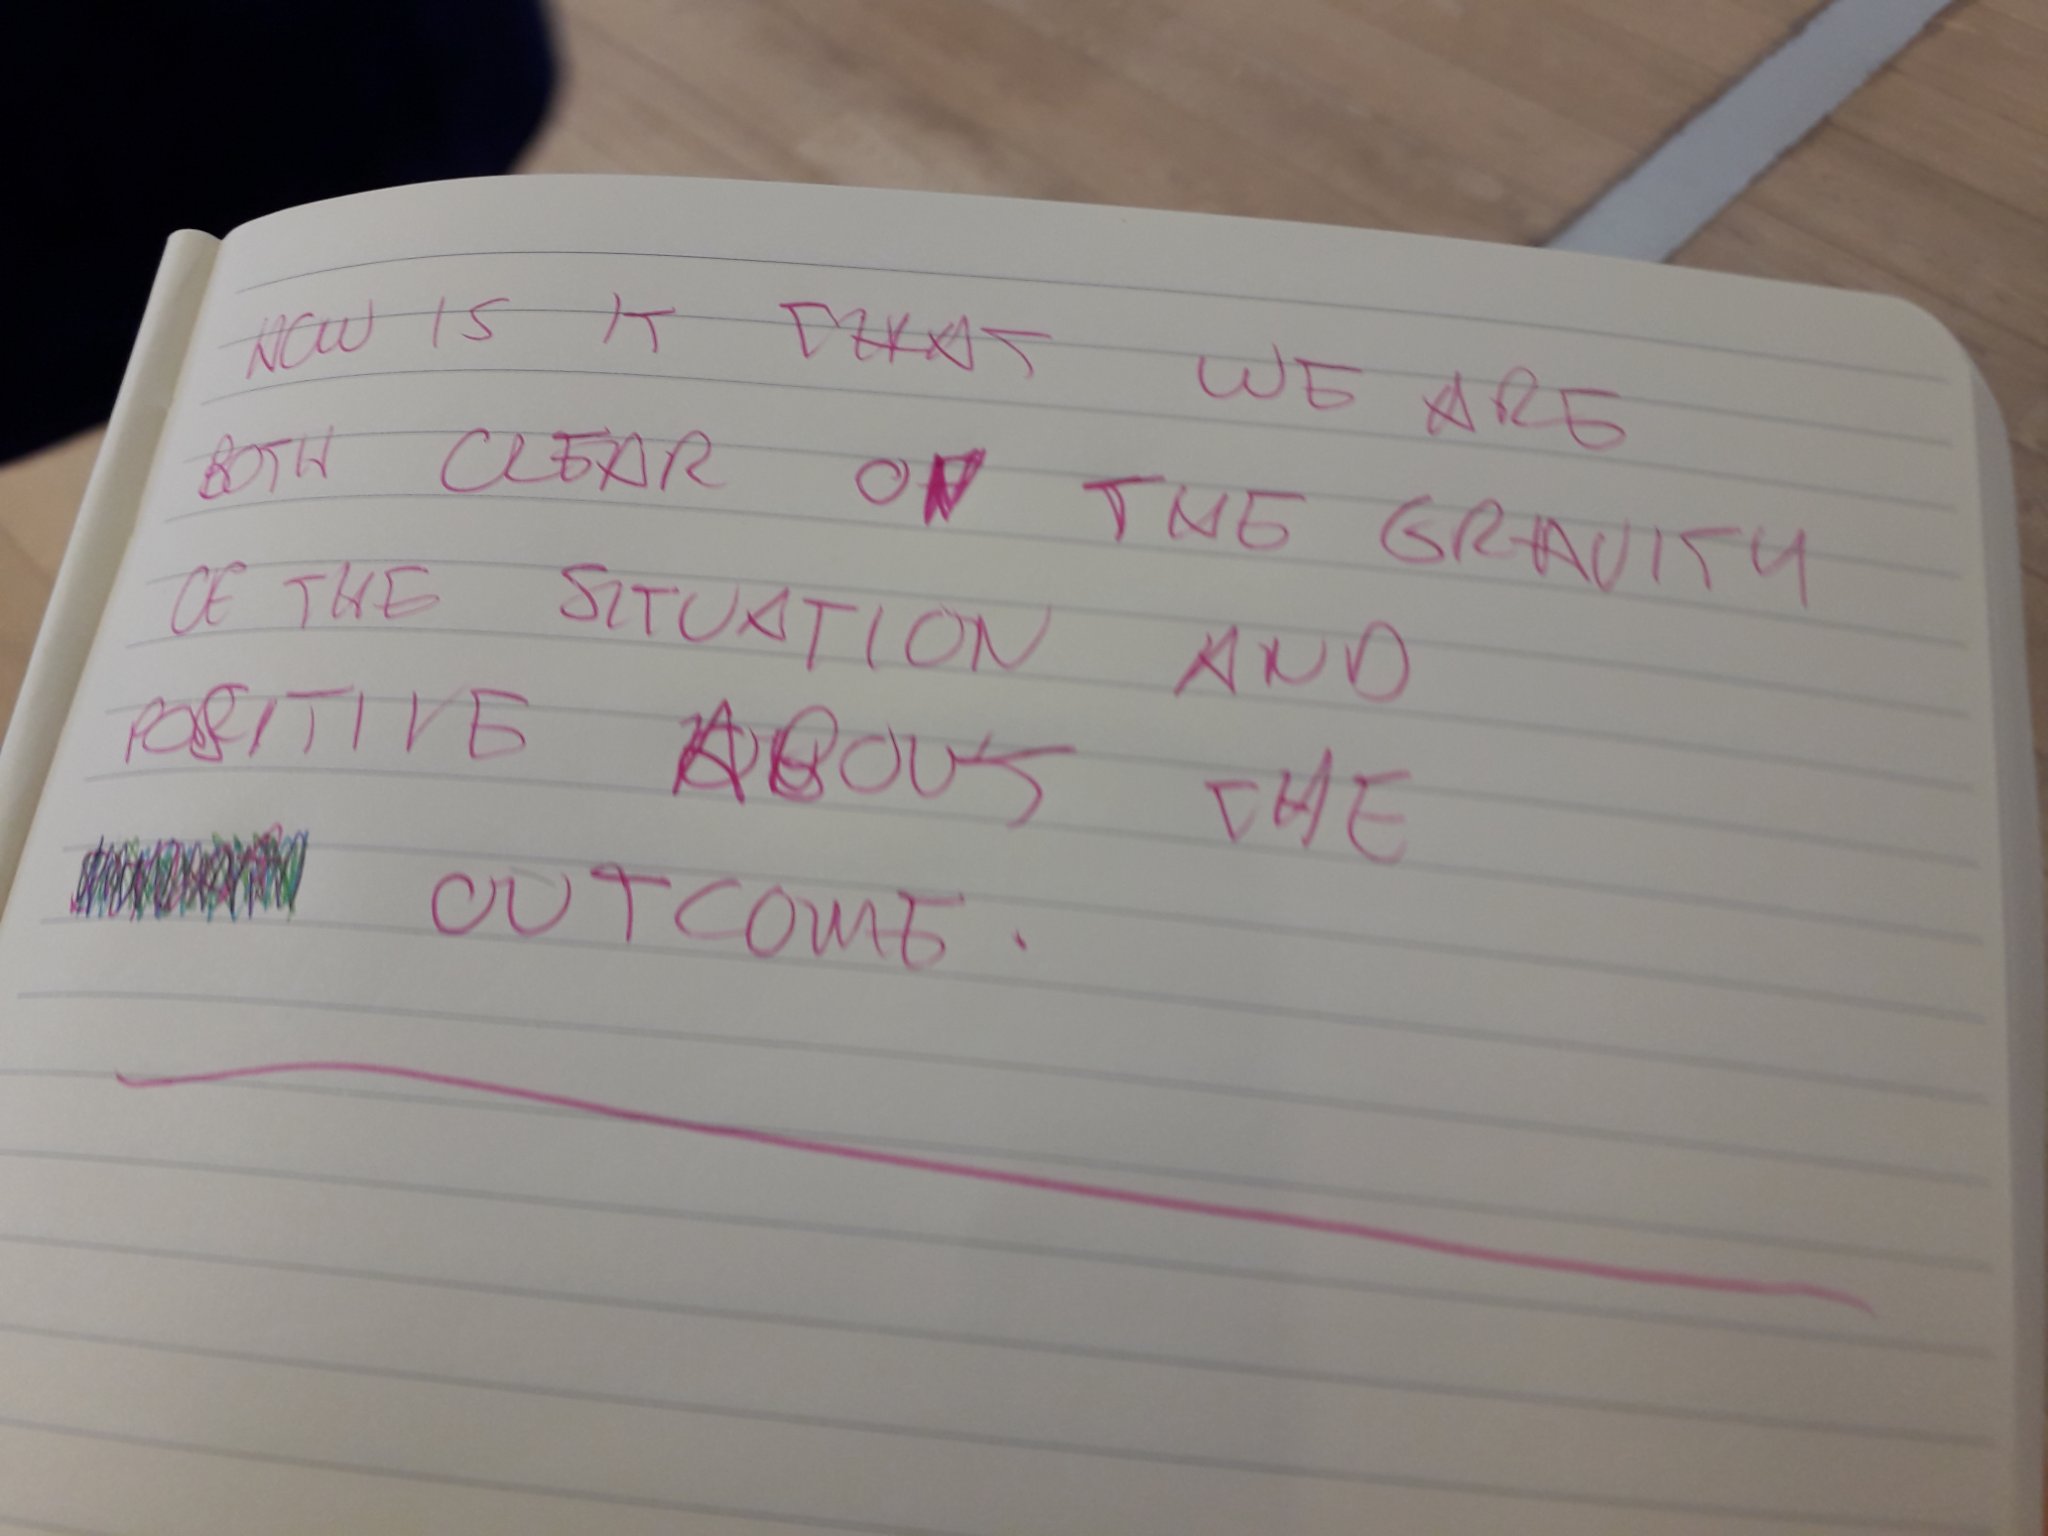 HOW IS IT THAT WE ARE
BOTH CLEAR ON THE GRAVITY
OF THE SITUATION AND
POSITIVE ABOUT THE
OUTCOME.